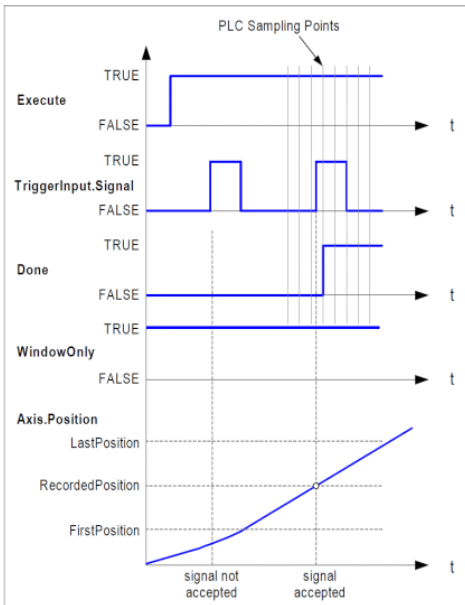 PLC Sampling Points
TRUE
Execute
FALSE
t
TRUE
TriggerInput.Signal
FALSE
t
TRUE
Done
FALSE
t
TRUE
WindowOnly
FALSE
t
Axis.Position
LastPosition
RecordedPosition
FirstPosition
t
signal not
accepted
signal
accepted